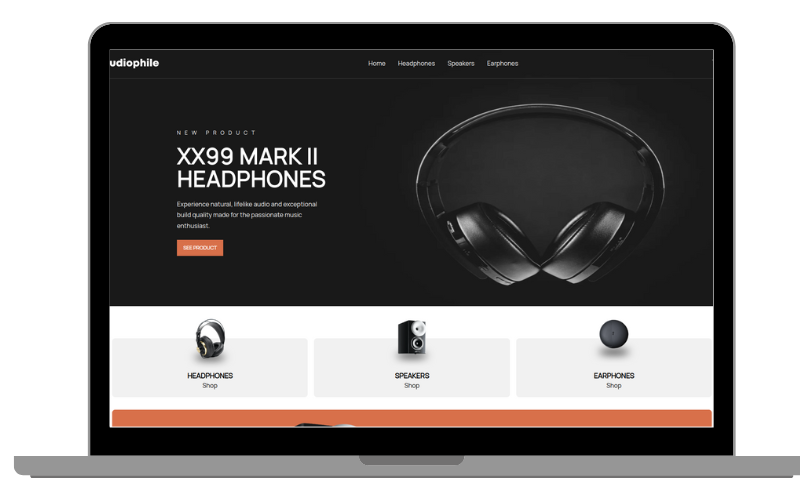 udiophile
Home Headphones Speakers Earphones
NEW PRODUCT
XX99 MARK II
HEADPHONES
Experience natural, lifelike audio and exceptional
build quality made for the passionate music
enthusiast.
SEE PRODUCT
HEADPHONES
Shop
SPEAKERS
Shop
EARPHONES
Shop